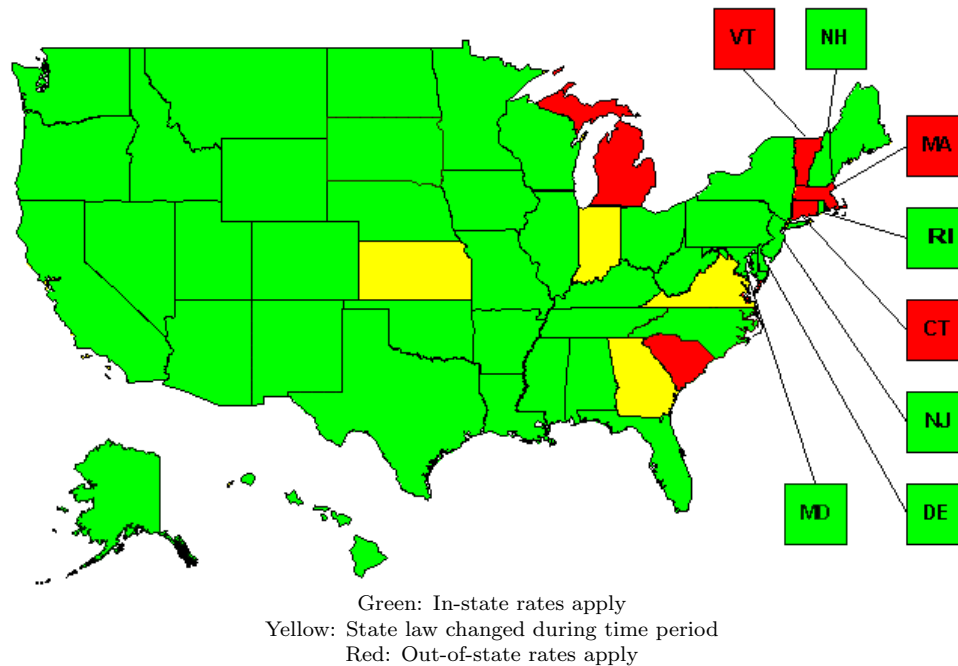 VT
NH
MA
RI
CT
NJ
MD
DE
Green: In-state rates apply
Yellow: State law changed during time period
Red: Out-of-state rates apply